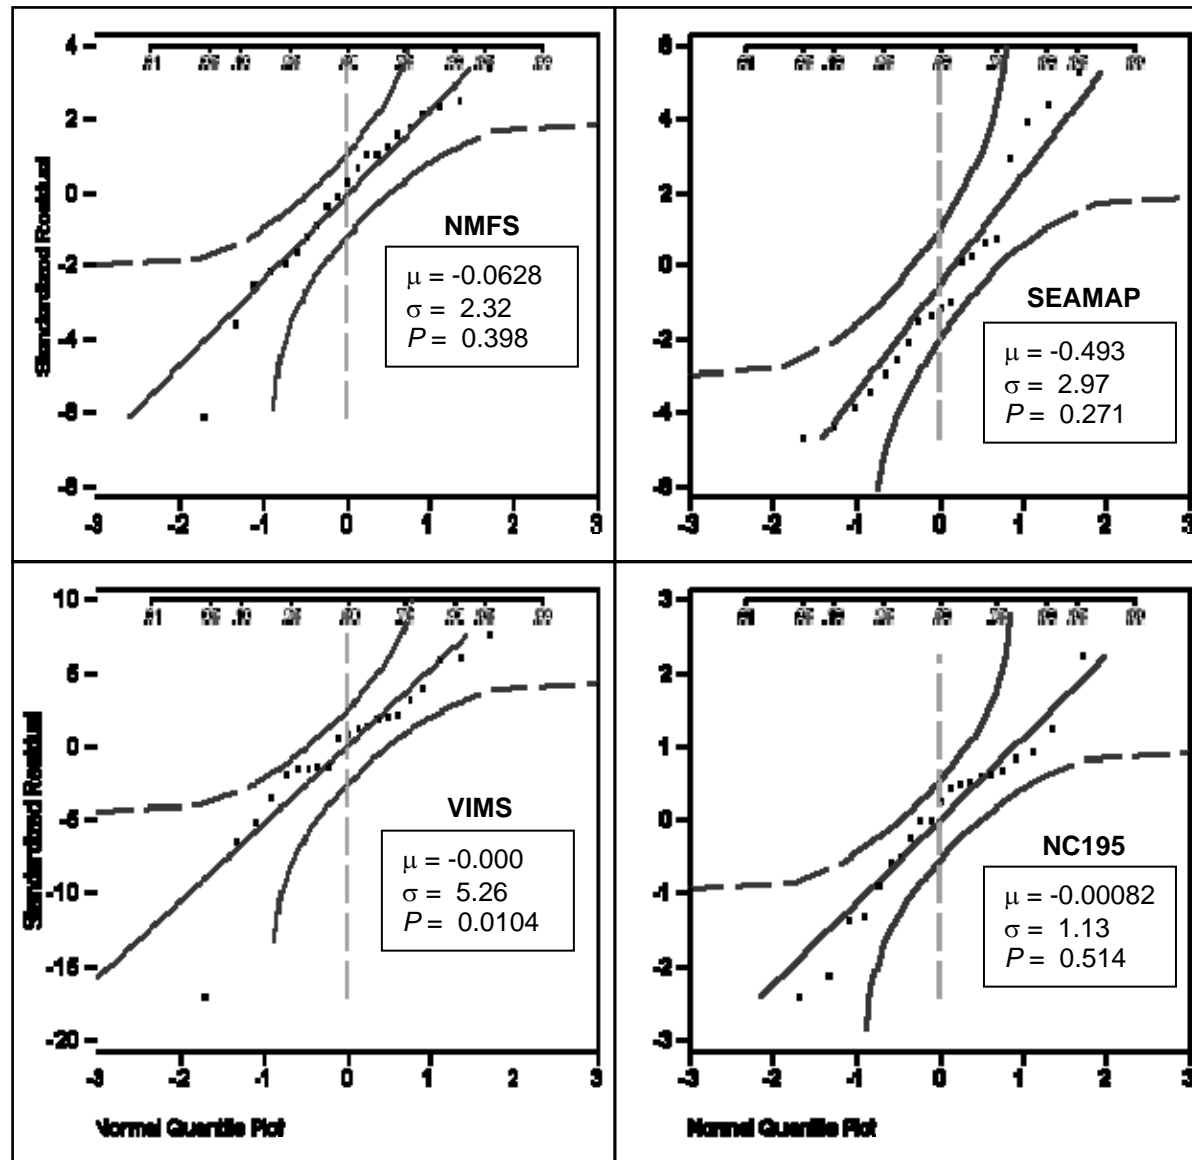 4
2
0
-2
-4
-6
-8
Standardized Residual
NMFS
μ = -0.0628
σ = 2.32
P = 0.398
-3 -2 -1 0 1 2 3
6
4
2
0
-2
-4
-6
SEAMAP
μ = -0.493
σ = 2.97
P = 0.271
-3 -2 -1 0 1 2 3
10
5
0
-5
-10
-15
-20
Standardized Residual
VIMS
μ = -0.000
σ = 5.26
P = 0.0104
-3 -2 -1 0 1 2 3
Normal Quantile Plot
3
2
1
0
-1
-2
-3
NC195
μ = -0.00082
σ = 1.13
P = 0.514
-3 -2 -1 0 1 2 3
Normal Quantile Plot